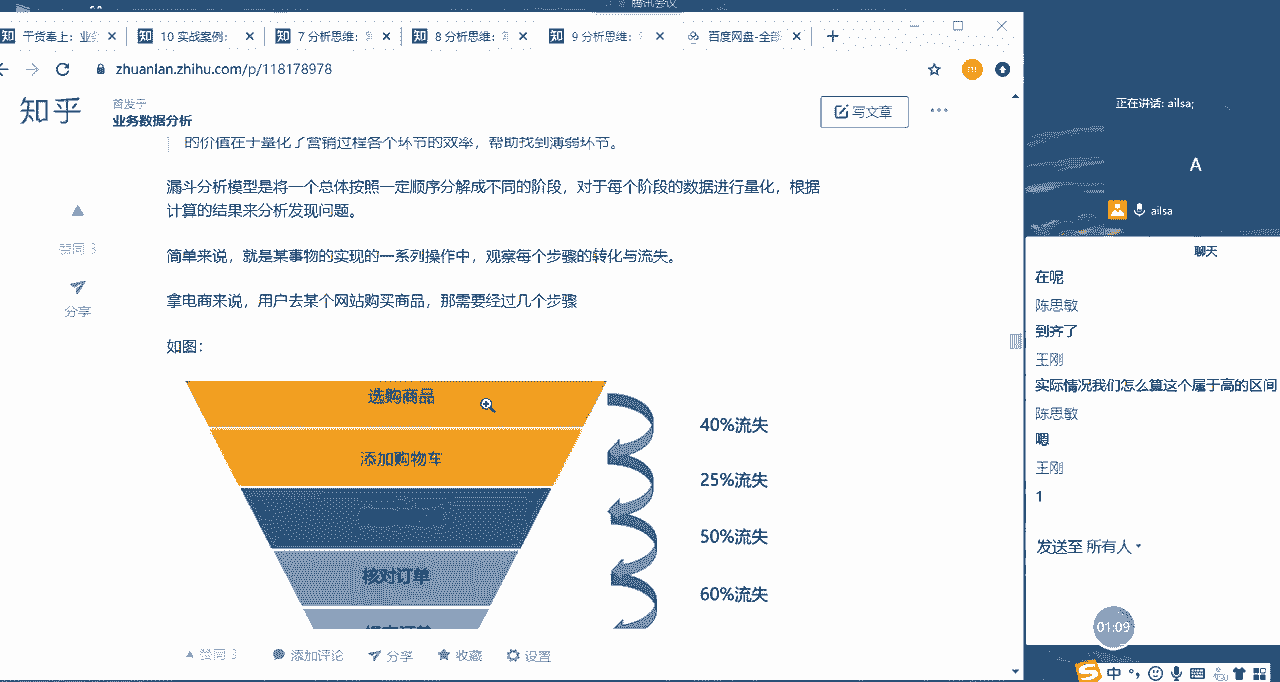 腾讯会议
干货奉上：业务
10 实战案例：
7 分析思维：
8 分析思维：
9 分析思维：
百度网盘-全部
zhuanlan.zhihu.com/p/118178978
知乎
首发于
业务数据分析
写文章
的价值在于量化了营销过程各个环节的效率，帮助找到薄弱环节。
漏斗分析模型是将一个总体按照一定顺序分解成不同的阶段，对于每个阶段的数据进行量化，根据
计算的结果来分析发现问题。
简单来说，就是某事物的实现的一系列操作中，观察每个步骤的转化与流失。
拿电商来说，用户去某个网站购买商品，那需要经过几个步骤
如图：
赞同 3
分享
选购商品
添加购物车
核对订单
40%流失
25%流失
50%流失
60%流失
赞同 3
添加评论
分享
收藏
设置
正在讲话: ailsa;
A
ailsa
聊天
在呢
陈思敏
到齐了
王刚
实际情况我们怎么算这个属于高的区间
陈思敏
嗯
王刚
1
发送至 所有人
01:09
中